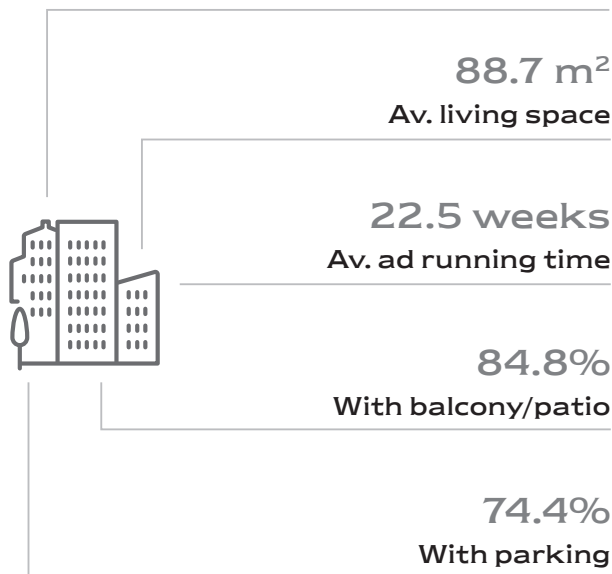 88.7 m²
Av. living space
22.5 weeks
Av. ad running time
84.8%
With balcony/patio
74.4%
With parking